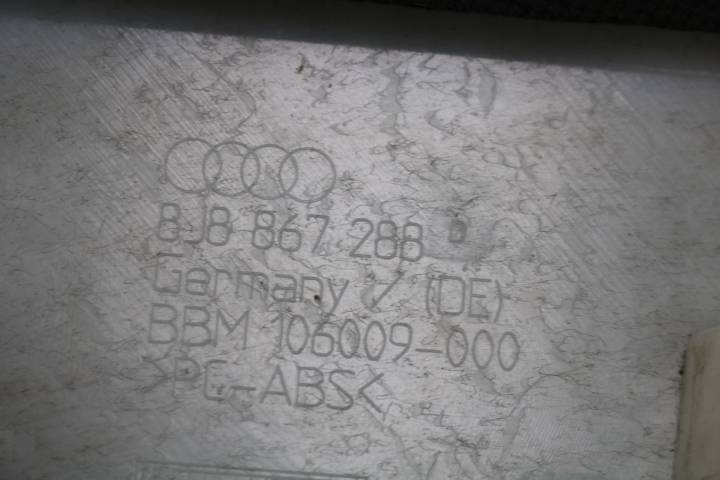 8J8 867 288 D
Germany / (DE)
BBM 106009-000
>PC-ABS<